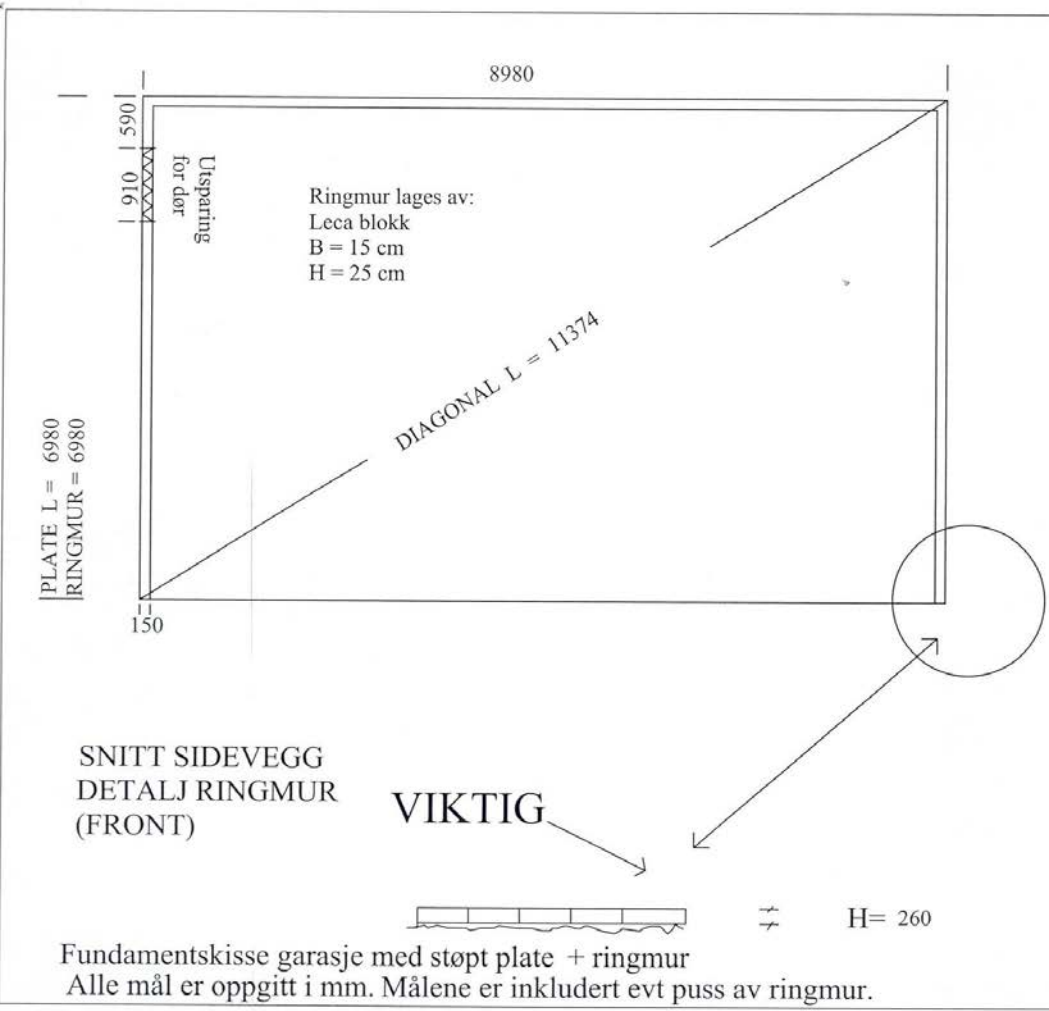 8980
590
910
Utsparing
for dør
Ringmur lages av:
Leca blokk
B = 15 cm
H = 25 cm
DIAGONAL L = 11374
PLATE L = 6980
RINGMUR = 6980
150
SNITT SIDEVEGG
DETALJ RINGMUR
(FRONT)
VIKTIG
H= 260
Fundamentskisse garasje med støpt plate + ringmur
Alle mål er oppgitt i mm. Målene er inkludert evt puss av ringmur.